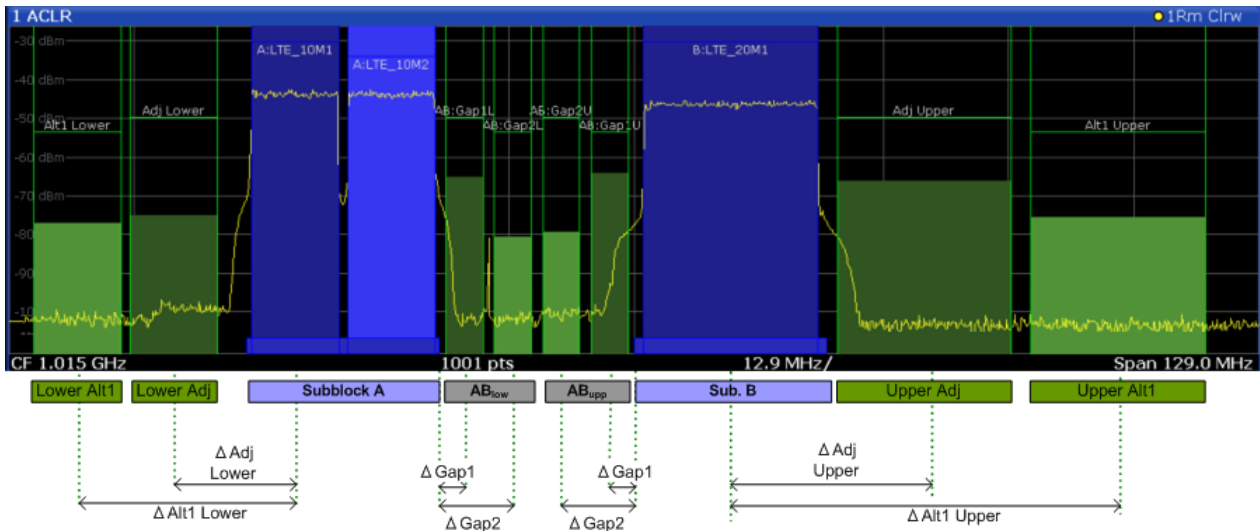 1 ACLR
1Rm Clrw
-30 dBm
A:LTE_10M1
B:LTE_20M1
A:LTE_10M2
-40 dBm
Adj Lower
AB:Gap1L
AB:Gap2U
Adj Upper
-50 dBm
Alt1 Lower
AB:Gap2L
AB:Gap1U
Alt1 Upper
-60 dBm
-70 dBm
-80 dBm
-90 dBm
CF 1.015 GHz
1001 pts
12.9 MHz/
Span 129.0 MHz
Lower Alt1
Lower Adj
Subblock A
ABlow
ABupp
Sub. B
Upper Adj
Upper Alt1
Δ Adj
Lower
Δ Alt1 Lower
Δ Gap1
Δ Gap2
Δ Gap1
Δ Gap2
Δ Adj
Upper
Δ Alt1 Upper